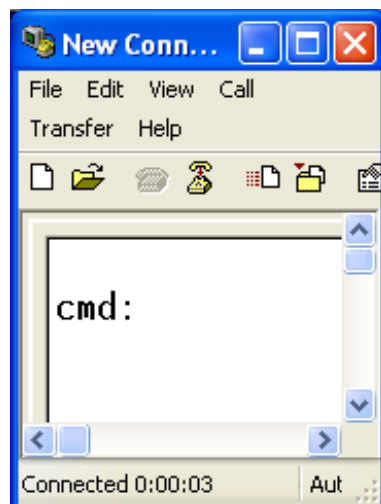 New Conn...
File Edit View Call
Transfer Help
cmd:
Connected 0:00:03 Aut